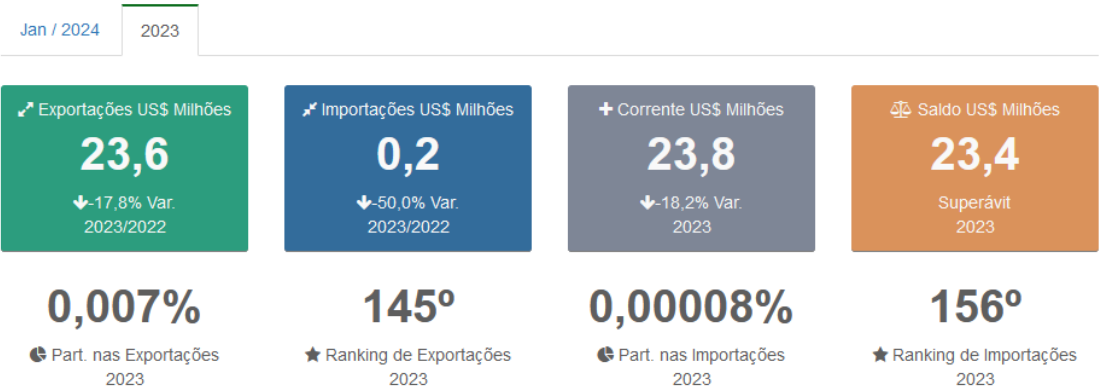 Jan / 2024
2023
Exportações US$ Milhões
23,6
-17,8% Var.
2023/2022
Importações US$ Milhões
0,2
-50,0% Var.
2023/2022
Corrente US$ Milhões
23,8
-18,2% Var.
2023
Saldo US$ Milhões
23,4
Superávit
2023
0,007%
Part. nas Exportações
2023
145º
Ranking de Exportações
2023
0,00008%
Part. nas Importações
2023
156º
Ranking de Importações
2023